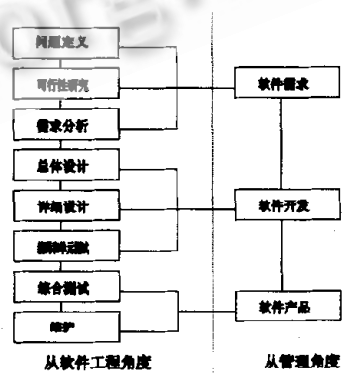 问题定义
可行性研究
需求分析
总体设计
详细设计
综合测试
维护
软件需求
软件开发
软件产品
从软件工程角度
从管理角度